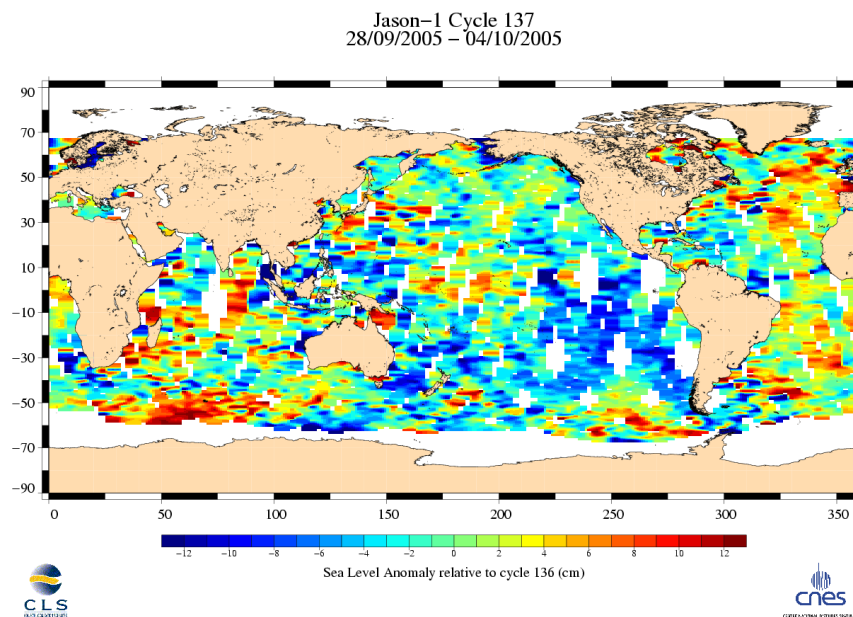 Jason−1 Cycle 137
28/09/2005 − 04/10/2005
90
70
50
30
10
−10
−30
−50
−70
−90
0 50 100 150 200 250 300 350
−12 −10 −8 −6 −4 −2 0 2 4 6 8 10 12
Sea Level Anomaly relative to cycle 136 (cm)
CLS
cnes